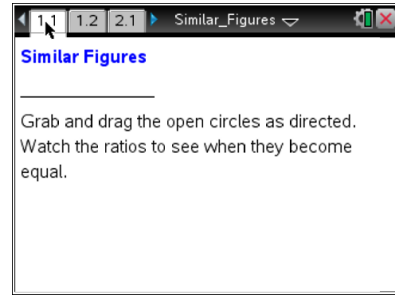 1.1 1.2 2.1 Similar_Figures
Similar Figures
Grab and drag the open circles as directed.
Watch the ratios to see when they become
equal.